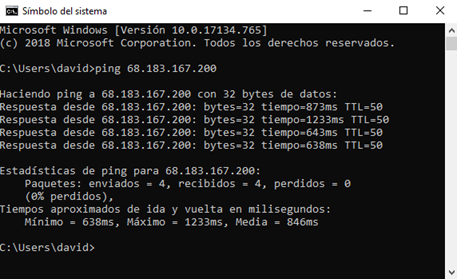 Símbolo del sistema
Microsoft Windows [Versión 10.0.17134.765]
(c) 2018 Microsoft Corporation. Todos los derechos reservados.
C:\Users\david>ping 68.183.167.200
Haciendo ping a 68.183.167.200 con 32 bytes de datos:
Respuesta desde 68.183.167.200: bytes=32 tiempo=873ms TTL=50
Respuesta desde 68.183.167.200: bytes=32 tiempo=1233ms TTL=50
Respuesta desde 68.183.167.200: bytes=32 tiempo=643ms TTL=50
Respuesta desde 68.183.167.200: bytes=32 tiempo=638ms TTL=50
Estadísticas de ping para 68.183.167.200:
Paquetes: enviados = 4, recibidos = 4, perdidos = 0
(0% perdidos),
Tiempos aproximados de ida y vuelta en milisegundos:
Mínimo = 638ms, Máximo = 1233ms, Media = 846ms
C:\Users\david>